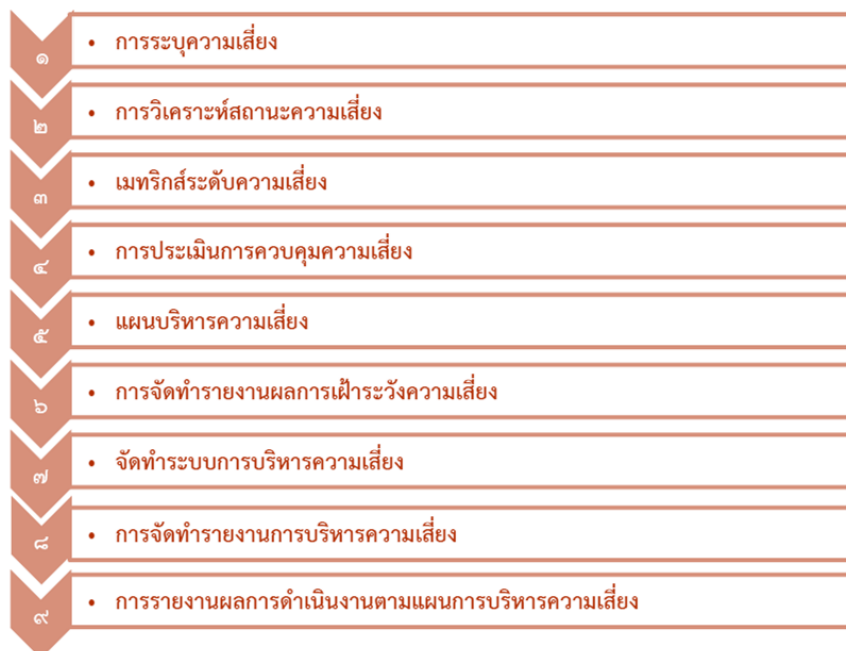 ๑ • การระบุความเสี่ยง
๒ • การวิเคราะห์สถานะความเสี่ยง
๓ • เมทริกส์ระดับความเสี่ยง
๔ • การประเมินการควบคุมความเสี่ยง
๕ • แผนบริหารความเสี่ยง
๖ • การจัดทำรายงานผลการเฝ้าระวังความเสี่ยง
๗ • จัดทำระบบการบริหารความเสี่ยง
๘ • การจัดทำรายงานการบริหารความเสี่ยง
๙ • การรายงานผลการดำเนินงานตามแผนการบริหารความเสี่ยง